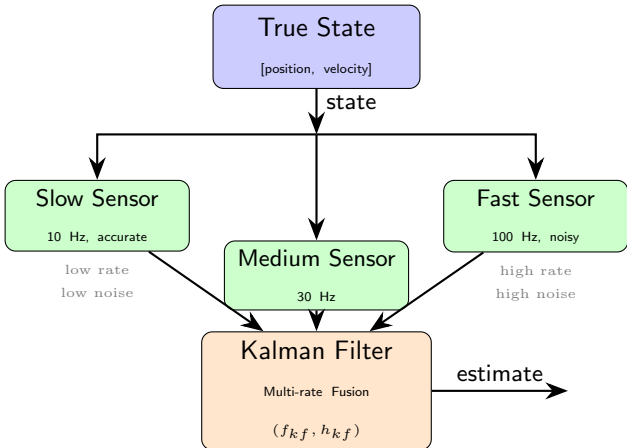 True State
[position, velocity]
state
Slow Sensor
10 Hz, accurate
low rate
low noise
Medium Sensor
30 Hz
Fast Sensor
100 Hz, noisy
high rate
high noise
Kalman Filter
Multi-rate Fusion
(f_{kf}, h_{kf})
estimate